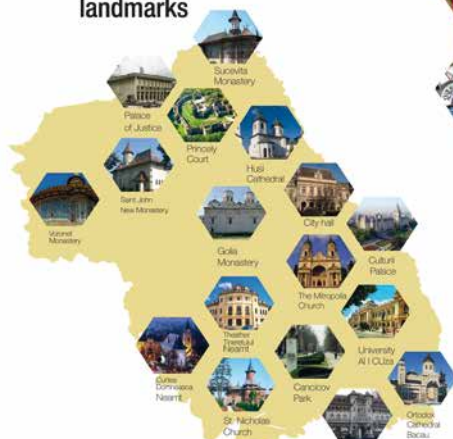 landmarks
Sucevita
Monastery
Palace
of Justice
Princely
Court
Husi
Cathedral
Saint John
New Monastery
City hall
Voronet
Monastery
Golia
Monastery
Culturii
Palace
The Mitropolia
Church
Theather
Tineretului
Neamt
University
Al I CUza
Curtea
Domneasca
Neamt
Cancicov
Park
St. Nicholas
Church
Ortodox
Cathedral
Bacau